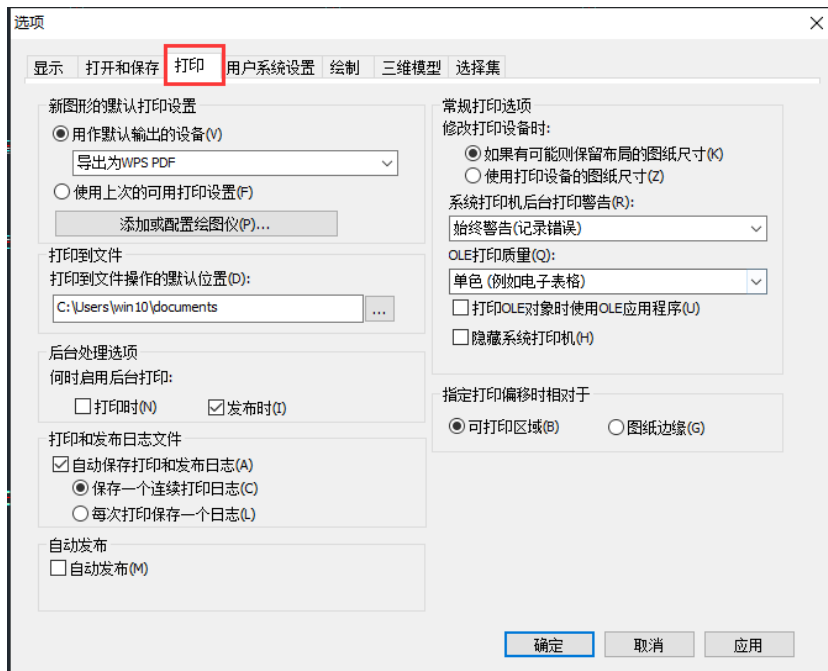 选项
显示 打开和保存 打印 用户系统设置 绘制 三维模型 选择集
新图形的默认打印设置
用作默认输出的设备(V)
导出为WPS PDF
使用上次的可用打印设置(F)
添加或配置绘图仪(P)...
打印到文件
打印到文件操作的默认位置(D):
C:\Users\win10\documents
...
后台处理选项
何时启用后台打印:
打印时(N) 发布时(I)
打印和发布日志文件
自动保存打印和发布日志(A)
保存一个连续打印日志(C)
每次打印保存一个日志(L)
自动发布
自动发布(M)
常规打印选项
修改打印设备时:
如果有可能则保留布局的图纸尺寸(K)
使用打印设备的图纸尺寸(Z)
系统打印机后台打印警告(R):
始终警告(记录错误)
OLE打印质量(Q):
单色 (例如电子表格)
打印OLE对象时使用OLE应用程序(U)
隐藏系统打印机(H)
指定打印偏移时相对于
可打印区域(B) 图纸边缘(G)
确定 取消 应用